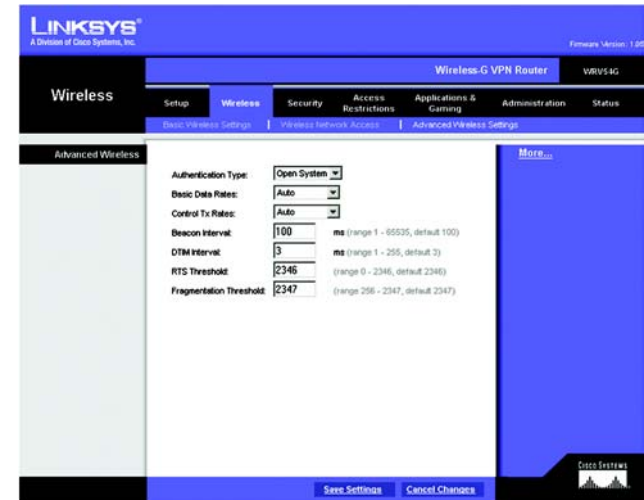 LINKSYS®
A Division of Cisco Systems, Inc.
Firmware Version: 1.05
Wireless-G VPN Router WRV54G
Wireless
Setup Wireless Security Access Restrictions Applications & Gaming Administration Status
Basic Wireless Settings | Wireless Network Access | Advanced Wireless Settings
Advanced Wireless
More...
Authentication Type: Open System
Basic Data Rates: Auto
Control Tx Rates: Auto
Beacon Interval: 100 ms (range 1 - 65535, default 100)
DTIM Interval: 3 ms (range 1 - 255, default 3)
RTS Threshold: 2346 (range 0 - 2346, default 2346)
Fragmentation Threshold: 2347 (range 256 - 2347, default 2347)
Save Settings Cancel Changes
CISCO SYSTEMS